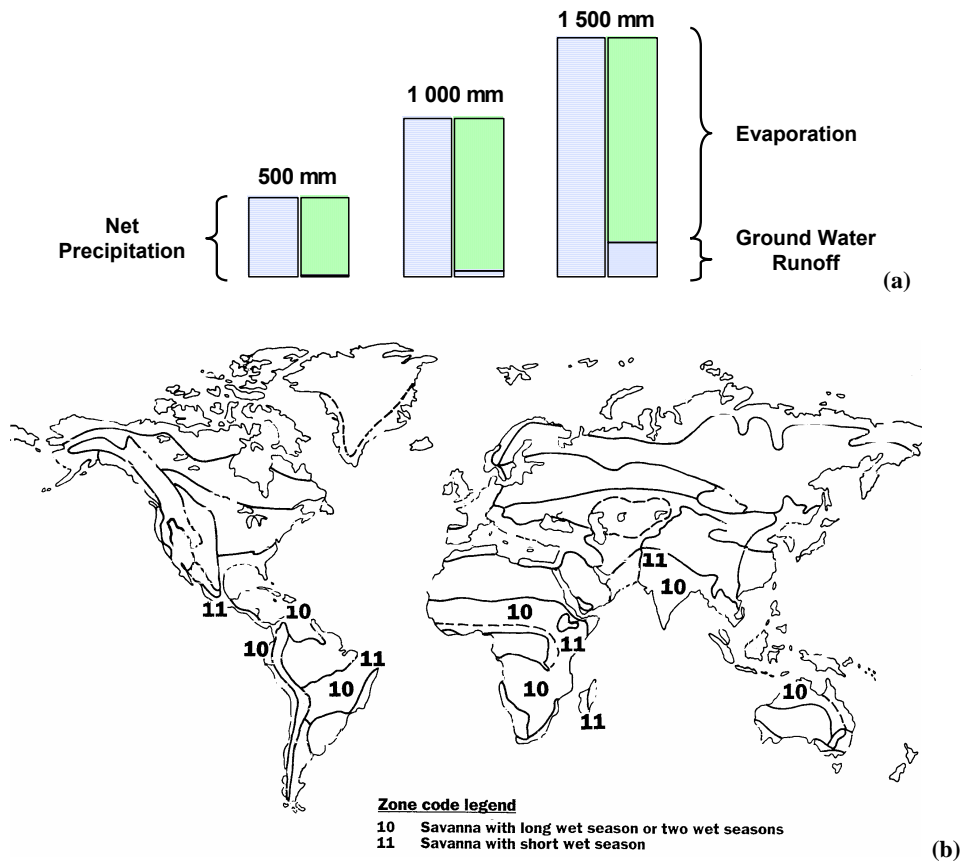 1 500 mm
1 000 mm
500 mm
Evaporation
Net
Precipitation
Ground Water
Runoff
(a)
11
10
11
10
10
11
10
11
10
10
11
10
Zone code legend
10 Savanna with long wet season or two wet seasons
11 Savanna with short wet season
(b)